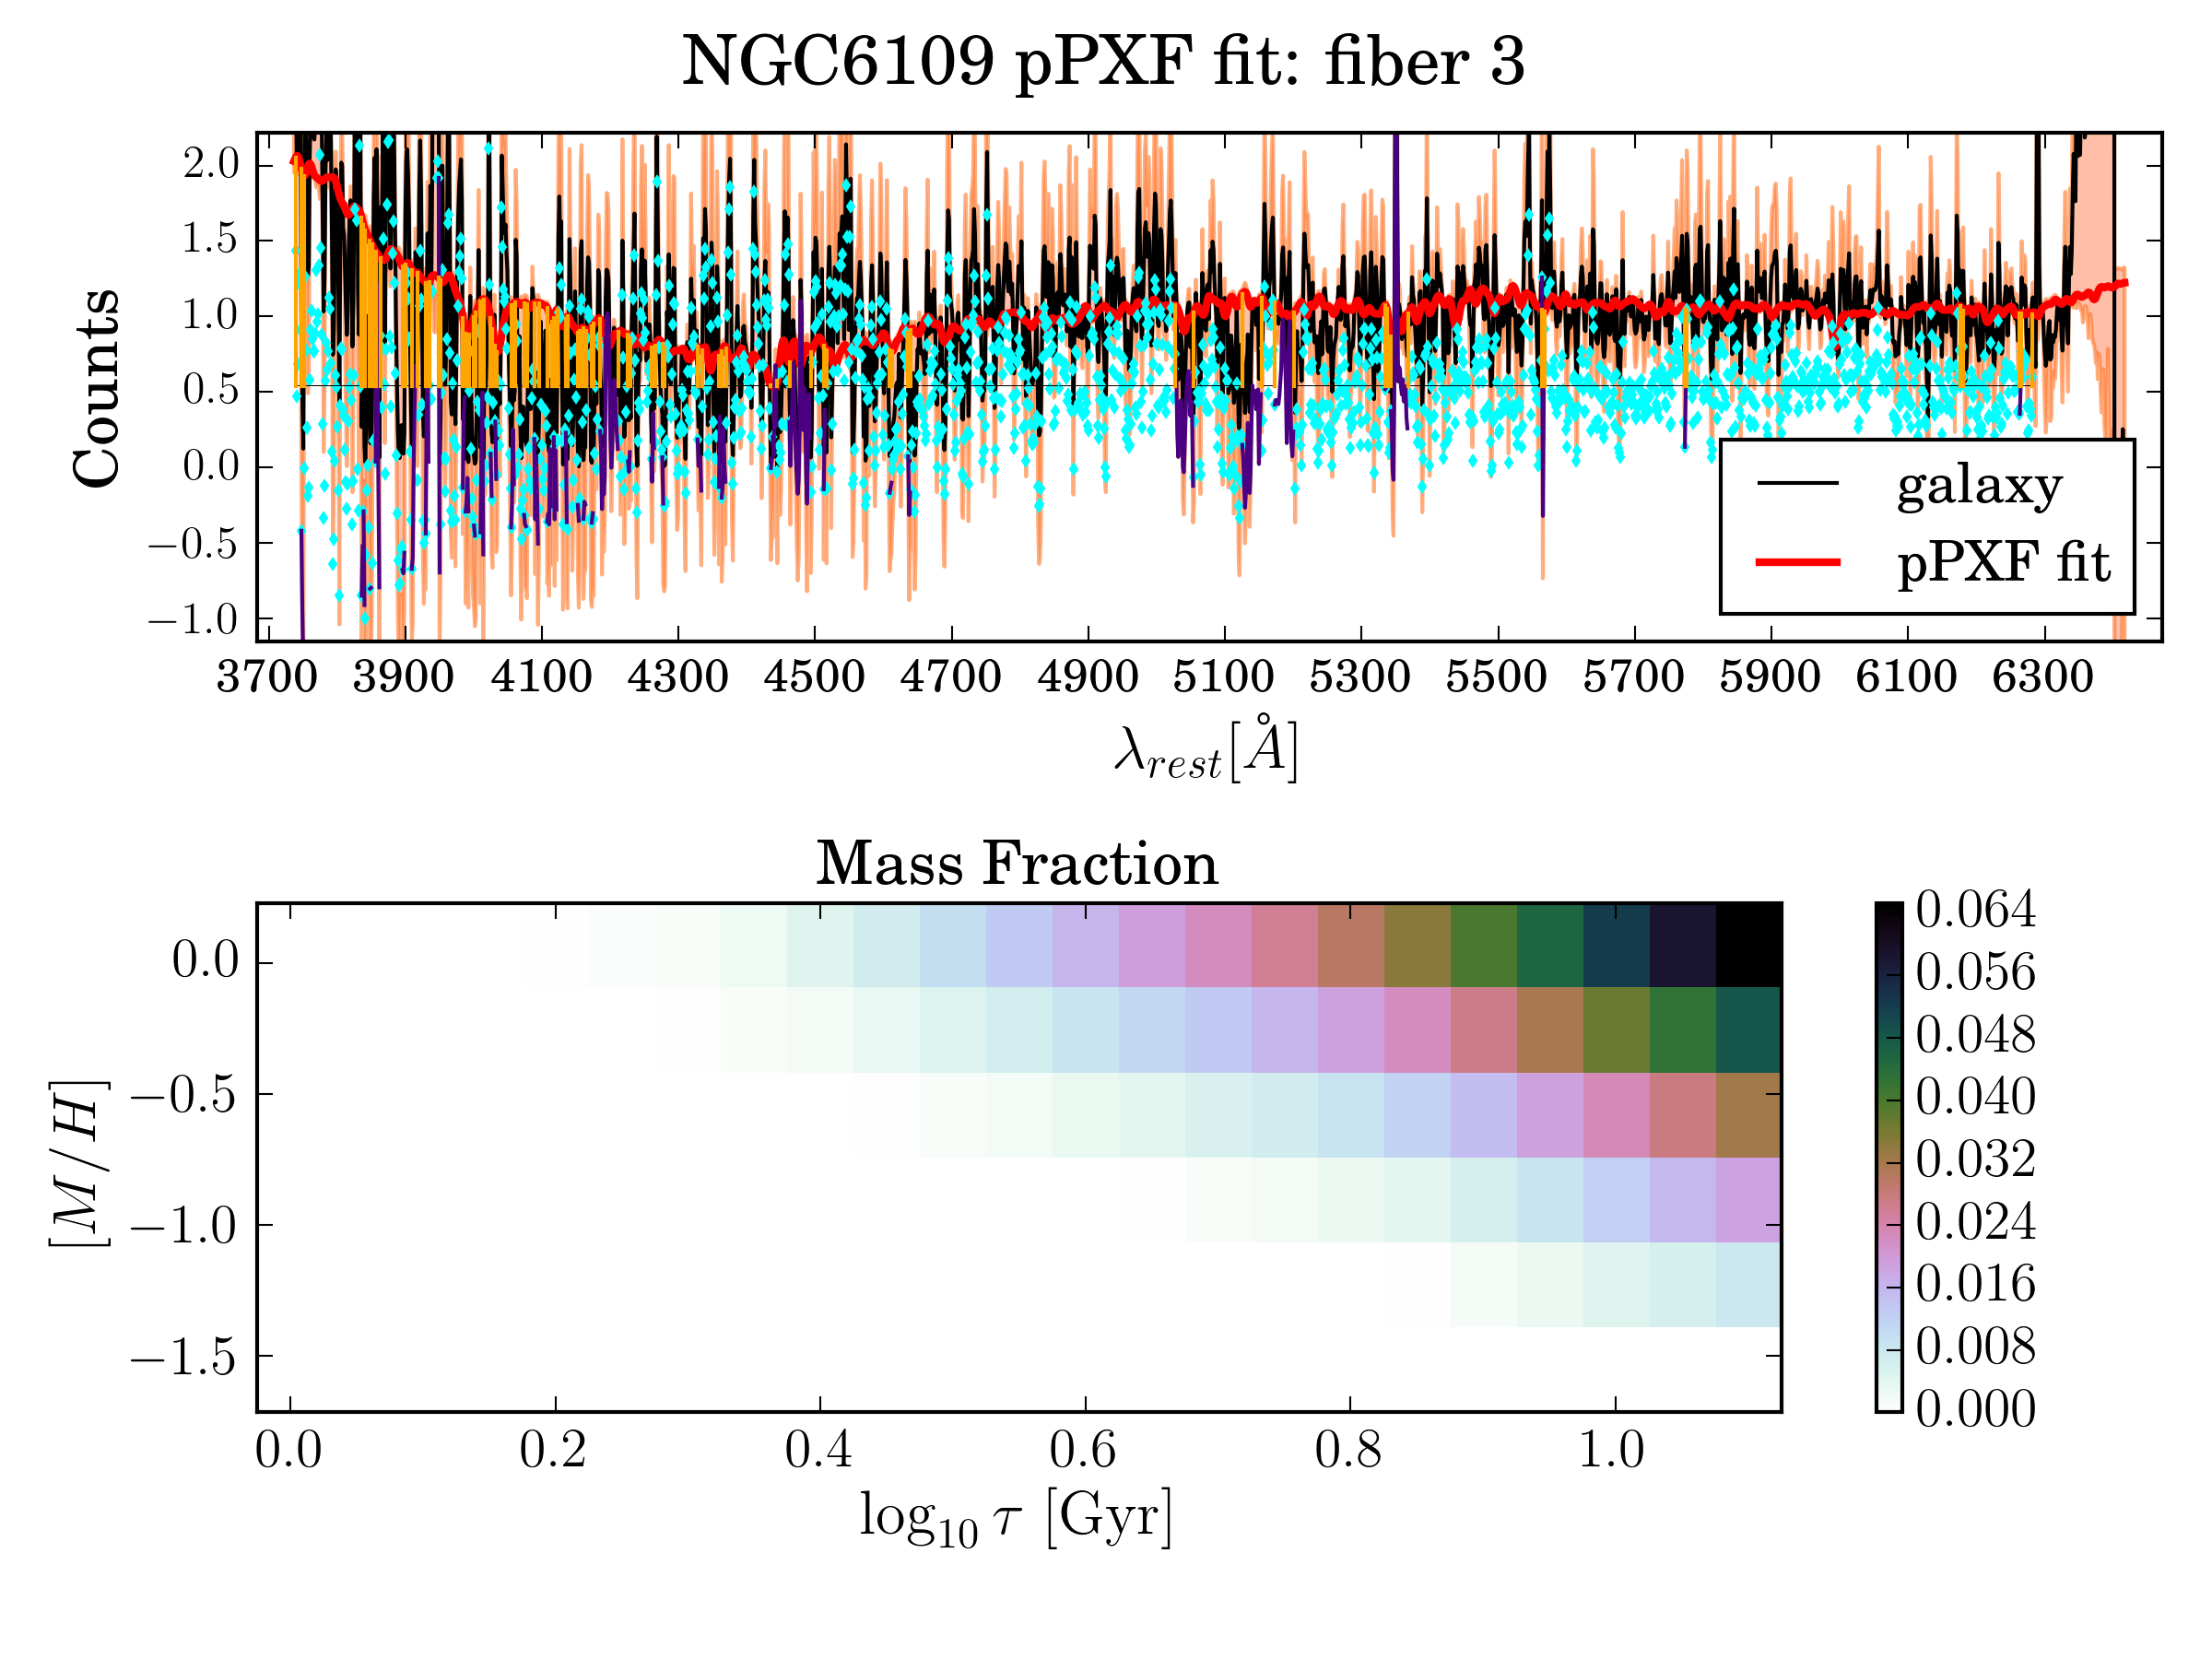 NGC6109 pPXF fit: fiber 3
Counts
2.0
1.5
1.0
0.5
0.0
−0.5
−1.0
galaxy
pPXF fit
3700 3900 4100 4300 4500 4700 4900 5100 5300 5500 5700 5900 6100 6300
λrest[Å]
Mass Fraction
[M/H]
0.0
−0.5
−1.0
−1.5
0.0 0.2 0.4 0.6 0.8 1.0
log10 τ [Gyr]
0.064
0.056
0.048
0.040
0.032
0.024
0.016
0.008
0.000